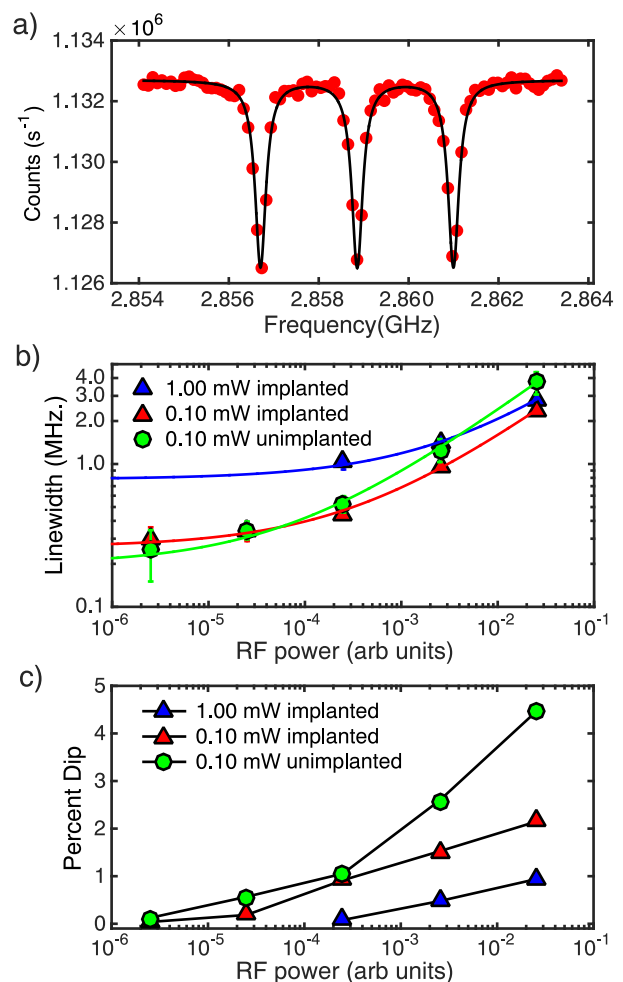 a)
× 10⁶
1.134
1.132
1.130
1.128
1.126
Counts (s⁻¹)
2.854 2.856 2.858 2.860 2.862 2.864
Frequency(GHz)
b)
4.0
3.0
1.0
0.1
Linewidth (MHz.)
1.00 mW implanted
0.10 mW implanted
0.10 mW unimplanted
10⁻⁶ 10⁻⁵ 10⁻⁴ 10⁻³ 10⁻² 10⁻¹
RF power (arb units)
c)
5
4
3
2
1
0
Percent Dip
1.00 mW implanted
0.10 mW implanted
0.10 mW unimplanted
10⁻⁶ 10⁻⁵ 10⁻⁴ 10⁻³ 10⁻² 10⁻¹
RF power (arb units)